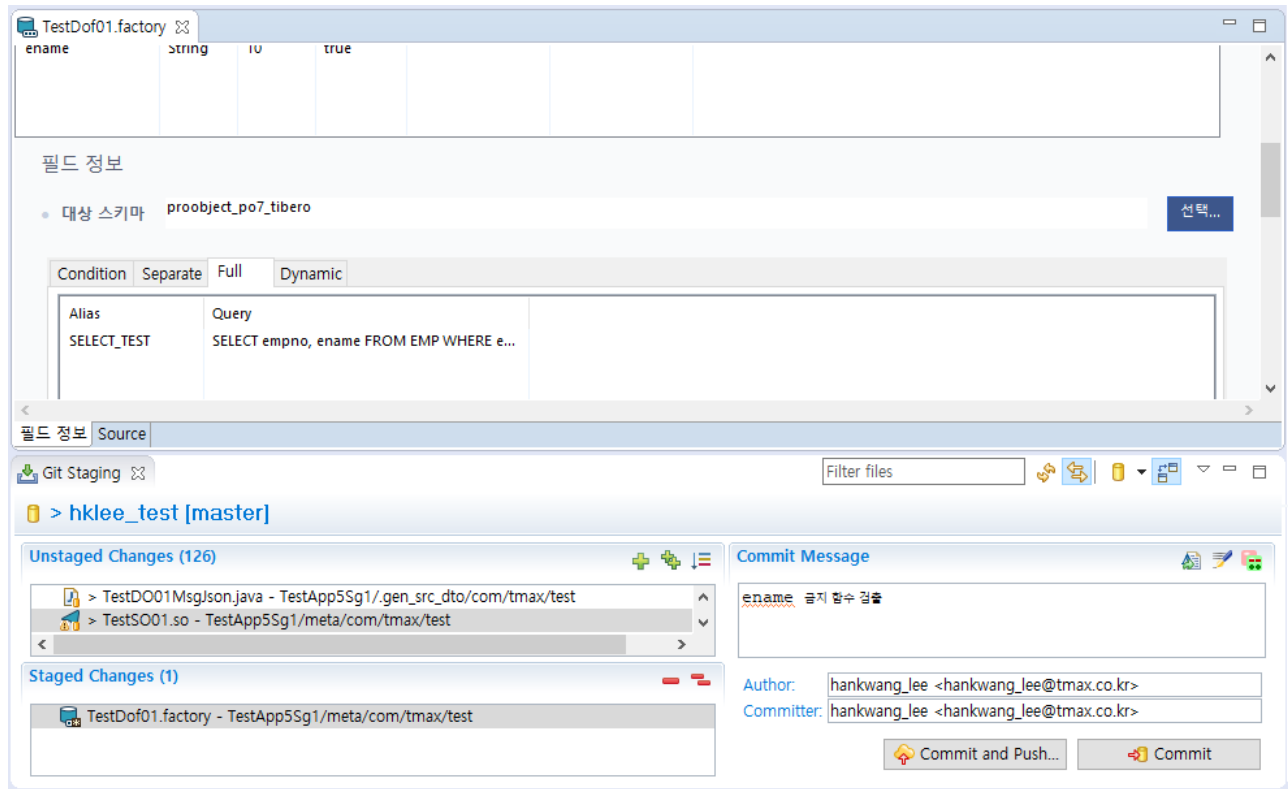 TestDof01.factory
ename String 10 true
필드 정보
대상 스키마 proobject_po7_tibero 선택...
Condition Separate Full Dynamic
Alias Query
SELECT_TEST SELECT empno, ename FROM EMP WHERE e...
필드 정보 Source
Git Staging Filter files
> hklee_test [master]
Unstaged Changes (126)
> TestDO01MsgJson.java - TestApp5Sg1/.gen_src_dto/com/tmax/test
> TestSO01.so - TestApp5Sg1/meta/com/tmax/test
Staged Changes (1)
TestDof01.factory - TestApp5Sg1/meta/com/tmax/test
Commit Message
ename 금지 함수 검출
Author: hankwang_lee <hankwang_lee@tmax.co.kr>
Committer: hankwang_lee <hankwang_lee@tmax.co.kr>
Commit and Push... Commit